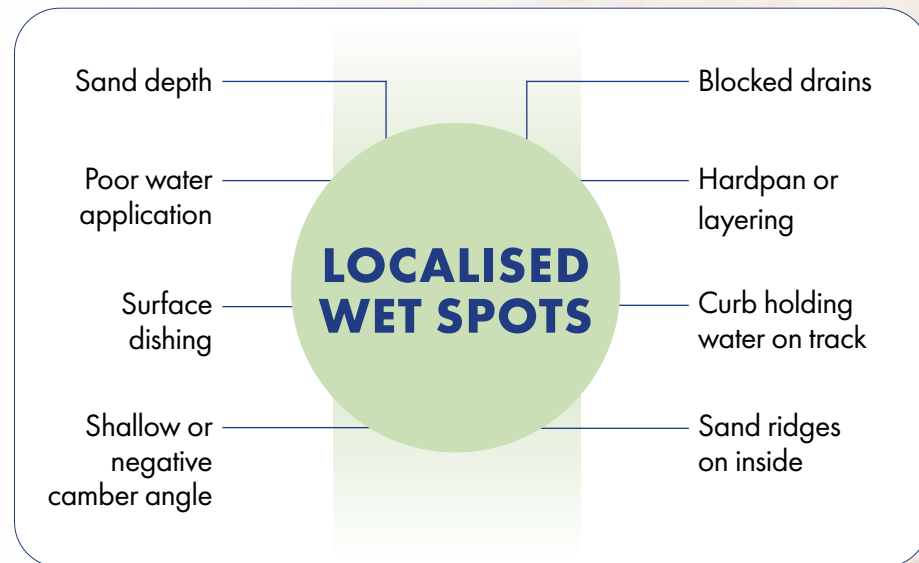 Sand depth
Poor water
application
Surface
dishing
Shallow or
negative
camber angle
LOCALISED
WET SPOTS
Blocked drains
Hardpan or
layering
Curb holding
water on track
Sand ridges
on inside